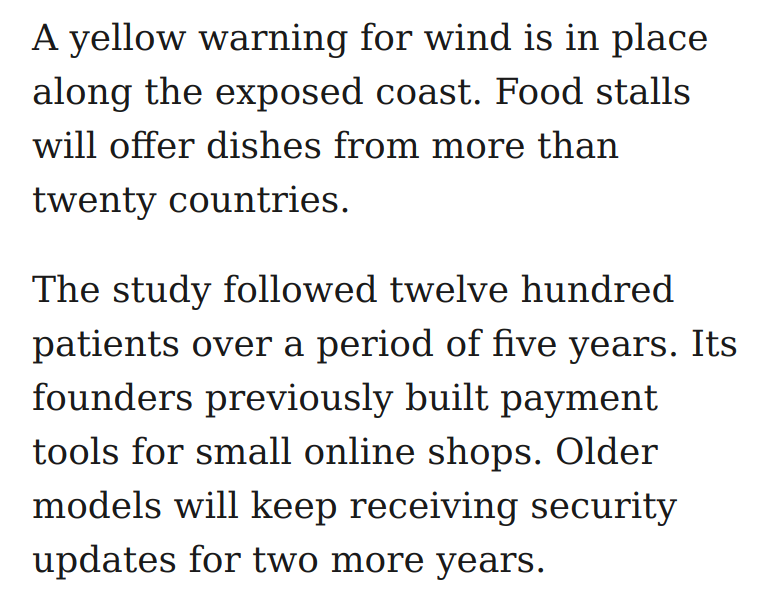 A yellow warning for wind is in place
along the exposed coast. Food stalls
will offer dishes from more than
twenty countries.
The study followed twelve hundred
patients over a period of five years. Its
founders previously built payment
tools for small online shops. Older
models will keep receiving security
updates for two more years.